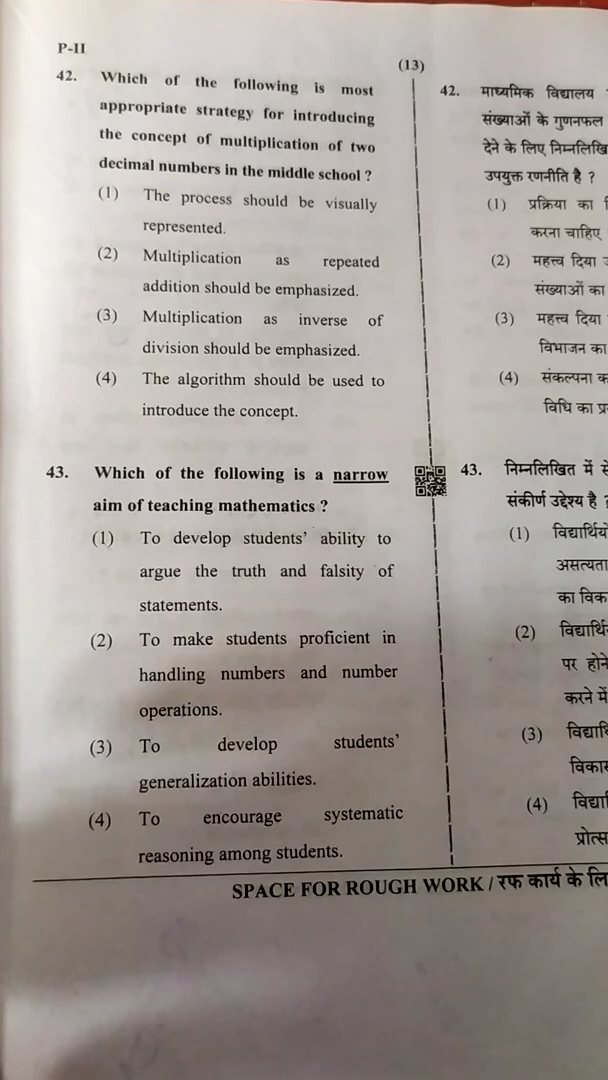 P-II
(13)
42. Which of the following is most
appropriate strategy for introducing
the concept of multiplication of two
decimal numbers in the middle school ?
(1) The process should be visually
represented.
(2) Multiplication as repeated
addition should be emphasized.
(3) Multiplication as inverse of
division should be emphasized.
(4) The algorithm should be used to
introduce the concept.
43. Which of the following is a narrow
aim of teaching mathematics ?
(1) To develop students' ability to
argue the truth and falsity of
statements.
(2) To make students proficient in
handling numbers and number
operations.
(3) To develop students'
generalization abilities.
(4) To encourage systematic
reasoning among students.
42. माध्यमिक विद्यालय
संख्याओं के गुणनफल
देने के लिए
उपयुक्त रणनीति है ?
(1) प्रक्रिया का
करना चाहिए
(2) महत्त्व दिया
संख्याओं का
(3) महत्त्व दिया
विभाजन का
(4) संकल्पना
विधि का
43. निम्नलिखित में से
संकीर्ण उद्देश्य है ?
(1)
असत्यता
का
(2)
पर होने
करने में
(3)
(4)
SPACE FOR ROUGH WORK / रफ कार्य के